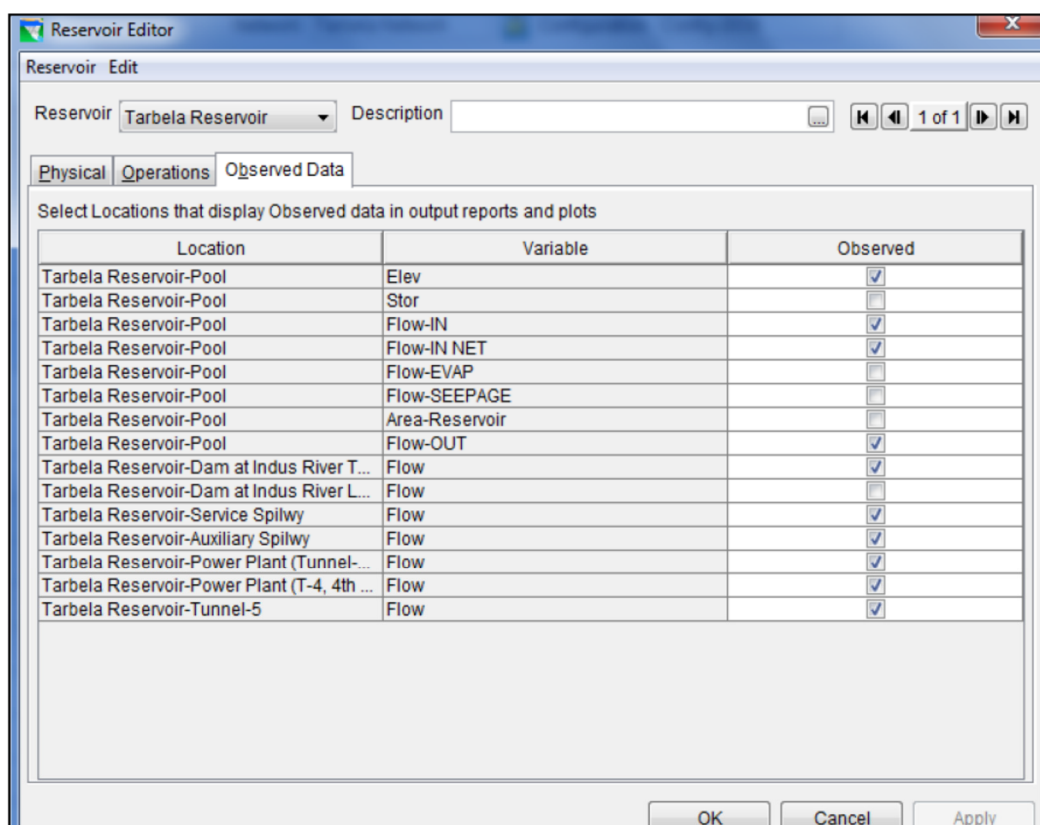 Reservoir Editor
Reservoir Edit
Reservoir Tarbela Reservoir Description ... 1 of 1
Physical Operations Observed Data
Select Locations that display Observed data in output reports and plots
Location Variable Observed
Tarbela Reservoir-Pool Elev
Tarbela Reservoir-Pool Stor
Tarbela Reservoir-Pool Flow-IN
Tarbela Reservoir-Pool Flow-IN NET
Tarbela Reservoir-Pool Flow-EVAP
Tarbela Reservoir-Pool Flow-SEEPAGE
Tarbela Reservoir-Pool Area-Reservoir
Tarbela Reservoir-Pool Flow-OUT
Tarbela Reservoir-Dam at Indus River T... Flow
Tarbela Reservoir-Dam at Indus River L... Flow
Tarbela Reservoir-Service Spilwy Flow
Tarbela Reservoir-Auxiliary Spilwy Flow
Tarbela Reservoir-Power Plant (Tunnel-... Flow
Tarbela Reservoir-Power Plant (T-4, 4th ... Flow
Tarbela Reservoir-Tunnel-5 Flow
OK Cancel Apply